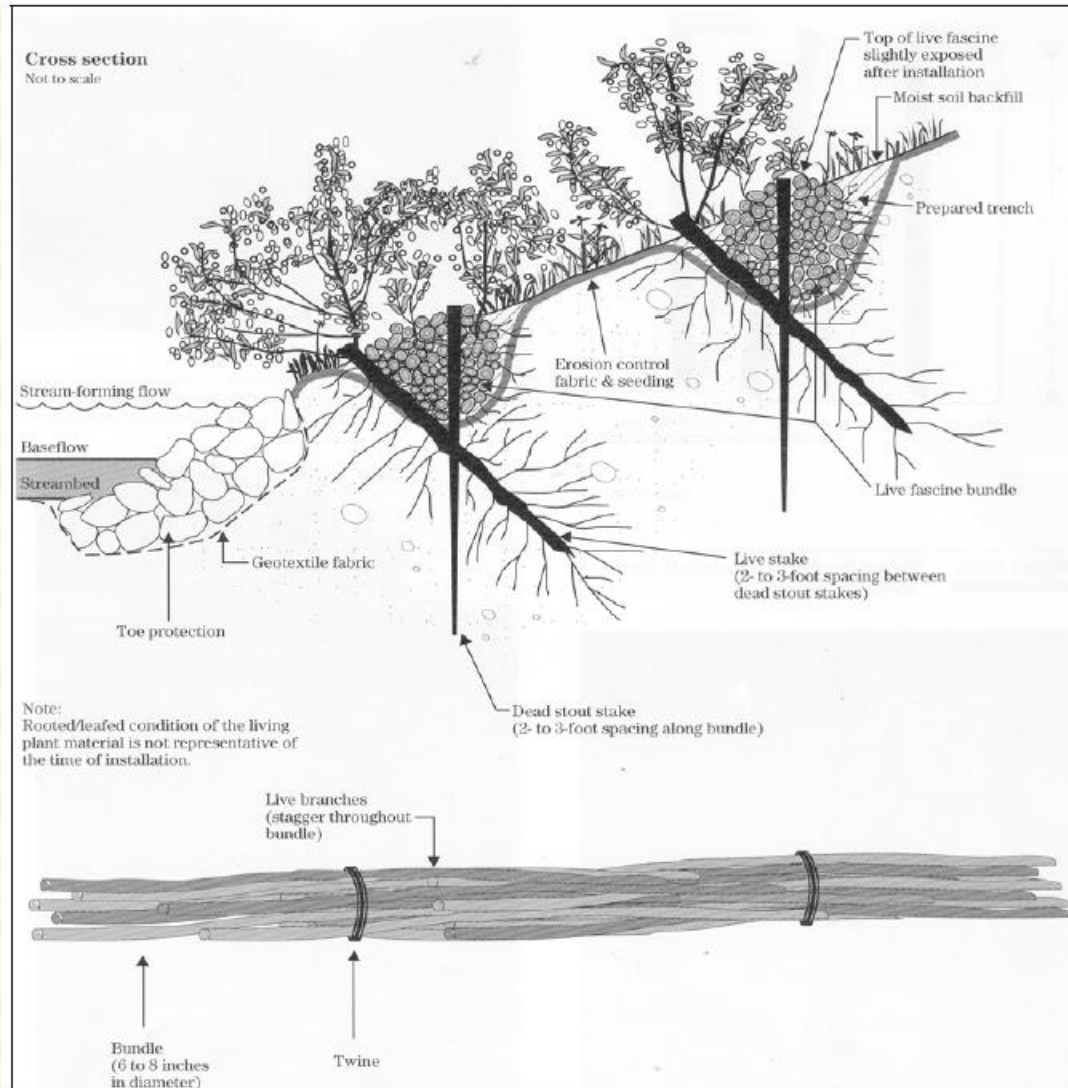 Cross section
Not to scale
Top of live fascine
slightly exposed
after installation
Moist soil backfill
Prepared trench
Erosion control
fabric & seeding
Stream-forming flow
Baseflow
Streambed
Live fascine bundle
Geotextile fabric
Live stake
(2- to 3-foot spacing between
dead stout stakes)
Toe protection
Dead stout stake
(2- to 3-foot spacing along bundle)
Note:
Rooted/leafed condition of the living
plant material is not representative of
the time of installation.
Live branches
(stagger throughout
bundle)
Bundle
(6 to 8 inches
in diameter)
Twine